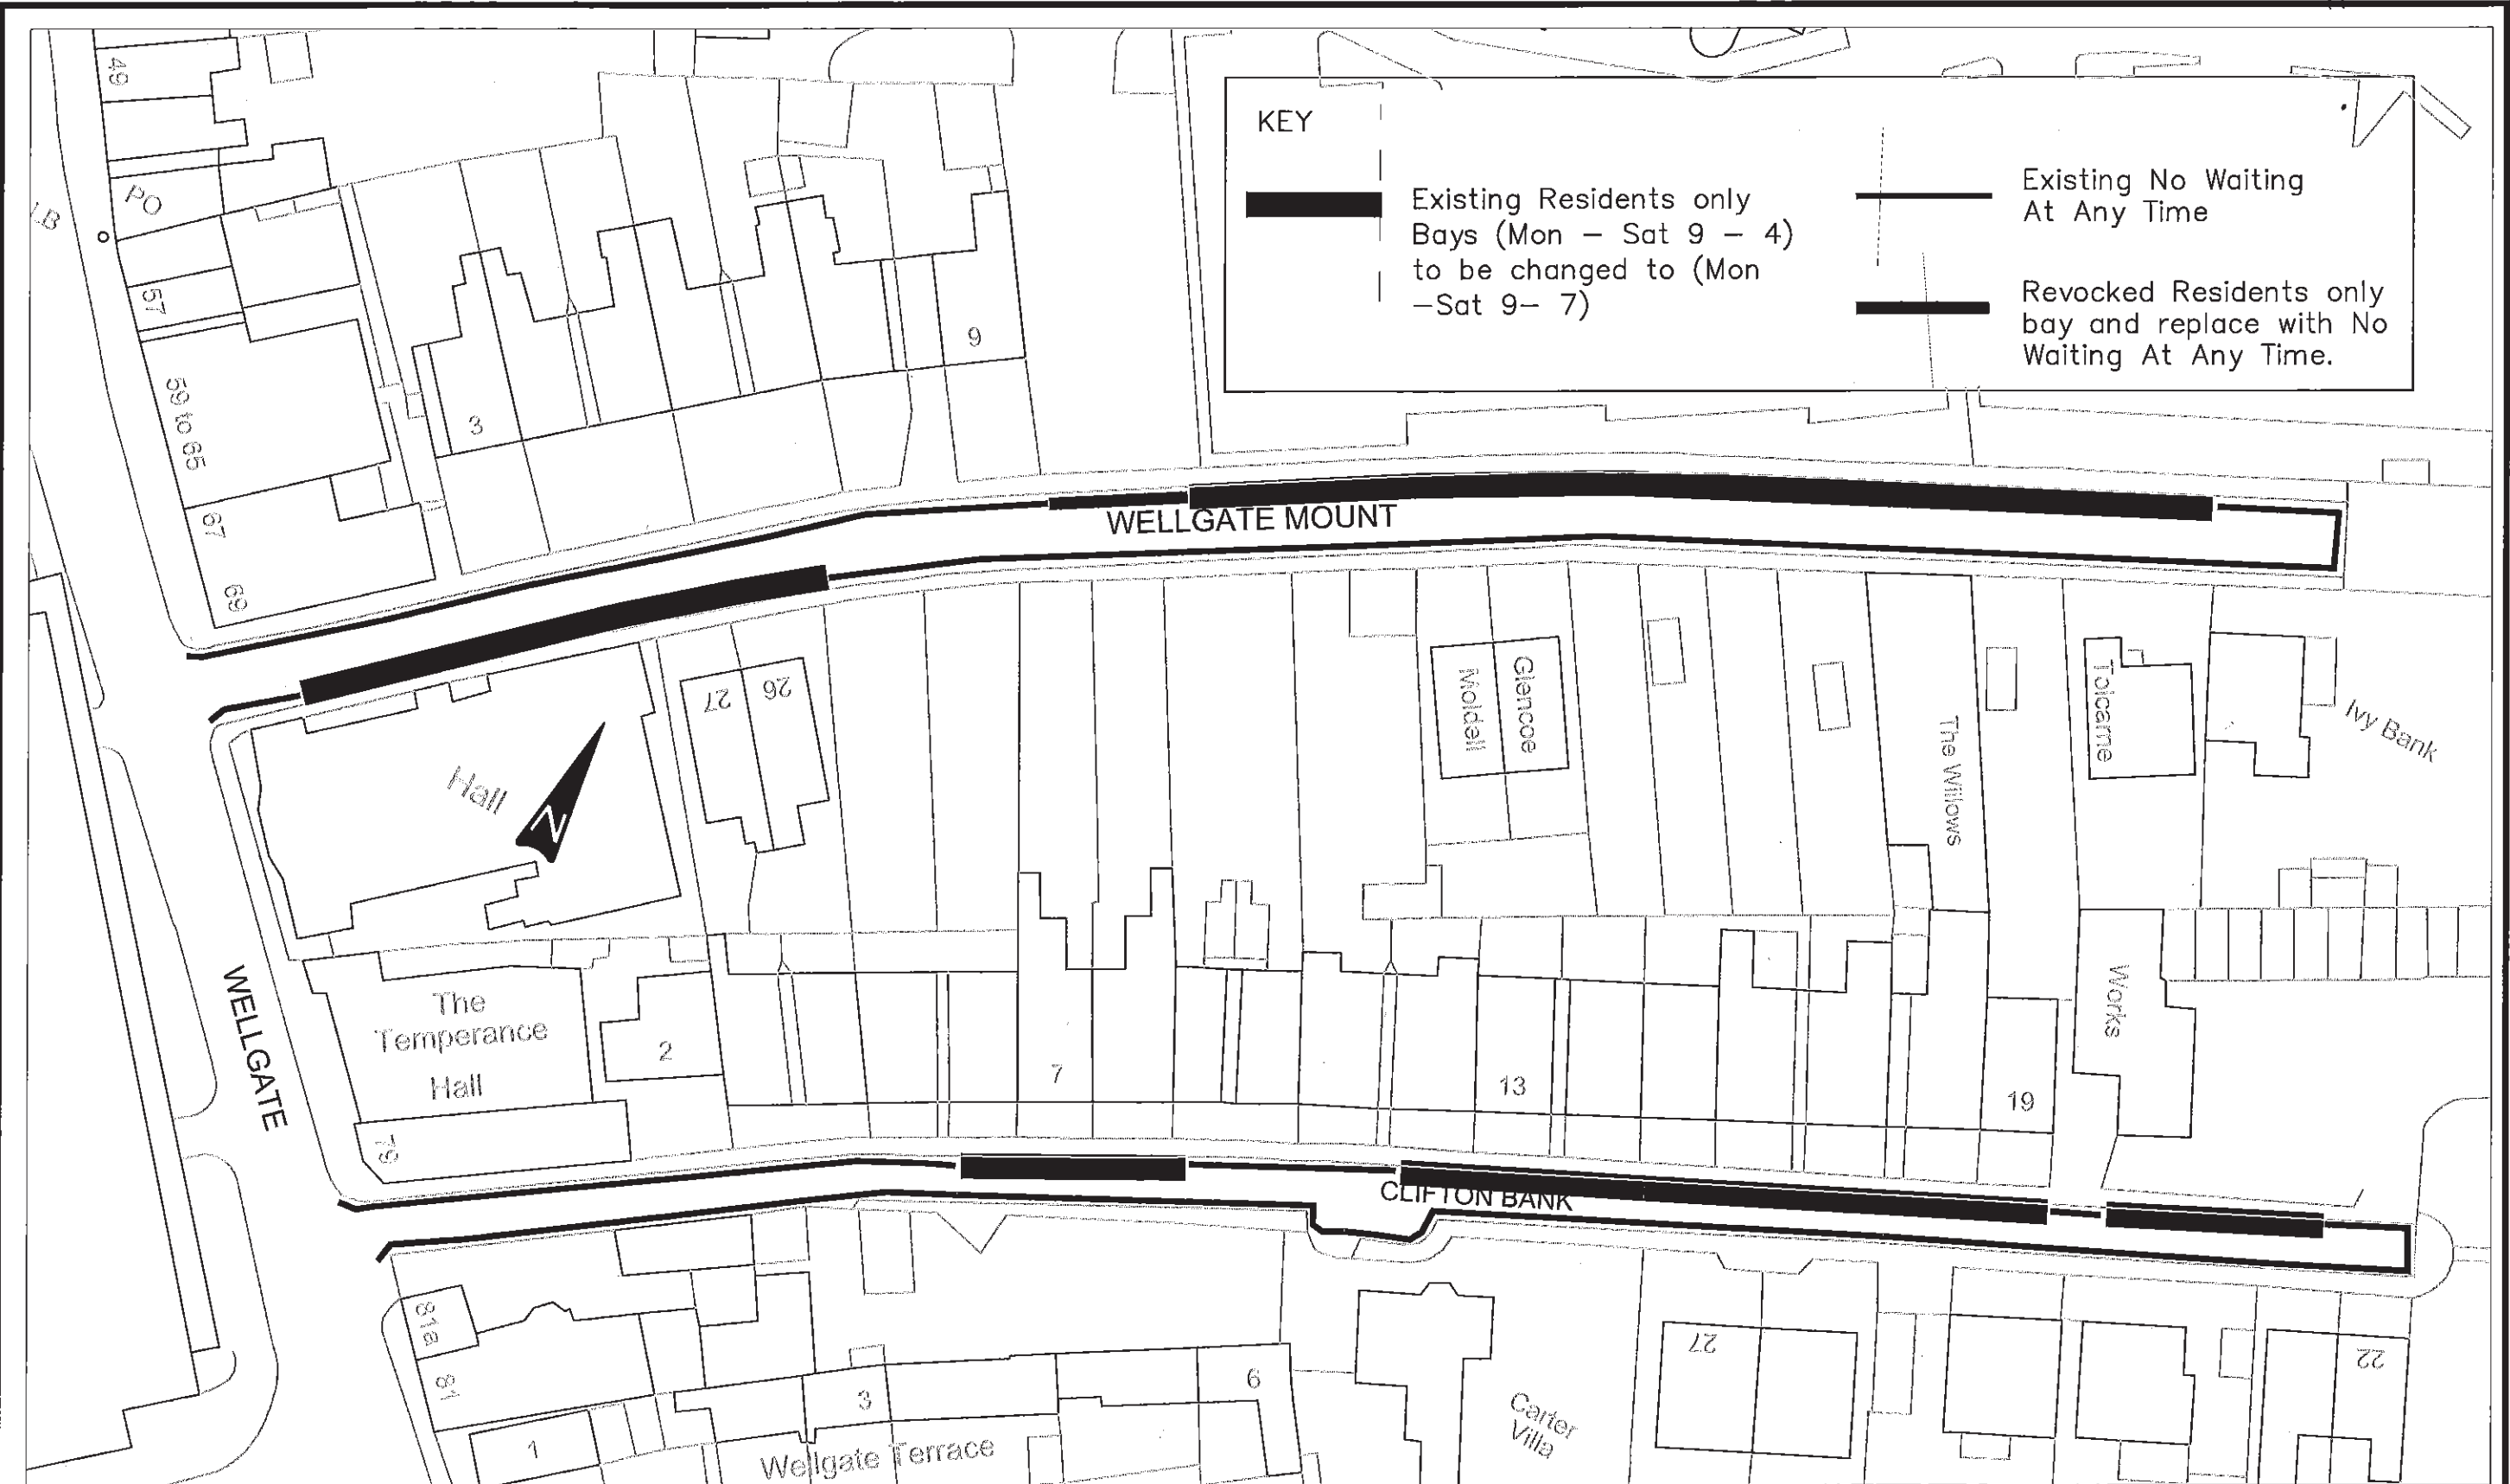 49
LB
PO
57
59 to 65
67
69
3
9
KEY
Existing Residents only
Bays (Mon – Sat 9 – 4)
to be changed to (Mon
–Sat 9– 7)
Existing No Waiting
At Any Time
Revocked Residents only
bay and replace with No
Waiting At Any Time.
WELLGATE MOUNT
27
26
Hall
N
Moldell
Glencoe
The Willows
Tolcarne
Ivy Bank
WELLGATE
The
Temperance
Hall
2
79
7
13
19
Works
CLIFTON BANK
81a
81
1
3
6
Wellgate Terrace
Carter
Villa
27
22